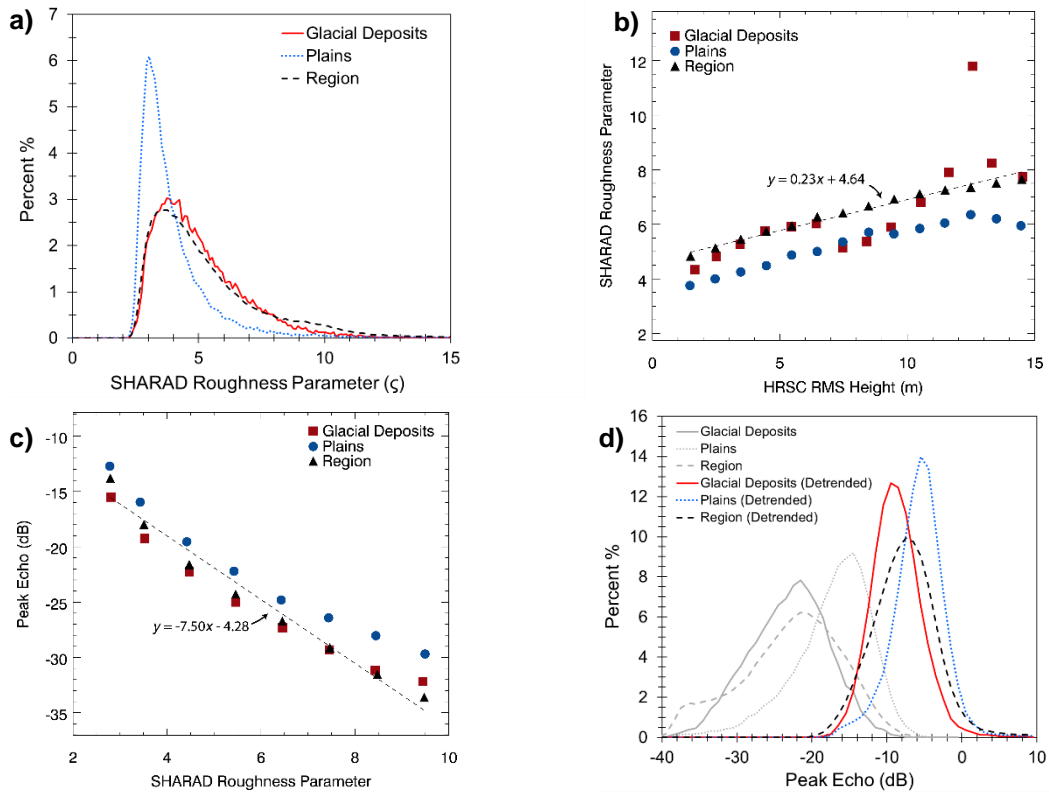 a)
7
6
5
4
3
2
1
0
Percent %
Glacial Deposits
Plains
Region
0 5 10 15
SHARAD Roughness Parameter (ς)
b)
12
10
8
6
4
2
SHARAD Roughness Parameter
Glacial Deposits
Plains
Region
y = 0.23x + 4.64
0 5 10 15
HRSC RMS Height (m)
c)
-10
-15
-20
-25
-30
-35
Peak Echo (dB)
Glacial Deposits
Plains
Region
y = -7.50x - 4.28
2 4 6 8 10
SHARAD Roughness Parameter
d)
16
14
12
10
8
6
4
2
0
Percent %
Glacial Deposits
Plains
Region
Glacial Deposits (Detrended)
Plains (Detrended)
Region (Detrended)
-40 -30 -20 -10 0 10
Peak Echo (dB)